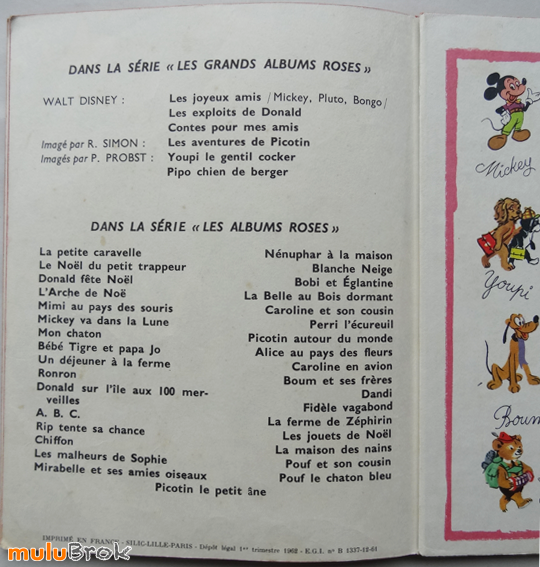 DANS LA SÉRIE « LES GRANDS ALBUMS ROSES »
WALT DISNEY : Les joyeux amis (Mickey, Pluto, Bongo)
Les exploits de Donald
Contes pour mes amis
Imagé par R. SIMON : Les aventures de Picotin
Imagés par P. PROBST : Youpi le gentil cocker
Pipo chien de berger
DANS LA SÉRIE « LES ALBUMS ROSES »
La petite caravelle
Le Noël du petit trappeur
Donald fête Noël
L'Arche de Noë
Mimi au pays des souris
Mickey va dans la Lune
Mon chaton
Bébé Tigre et papa Jo
Un déjeuner à la ferme
Ronron
Donald sur l'île aux 100 mer-
veilles
A. B. C.
Rip tente sa chance
Chiffon
Les malheurs de Sophie
Mirabelle et ses amies oiseaux
Nénuphar à la maison
Blanche Neige
Bobi et Églantine
La Belle au Bois dormant
Caroline et son cousin
Perri l'écureuil
Picotin autour du monde
Alice au pays des fleurs
Caroline en avion
Boum et ses frères
Dandi
Fidèle vagabond
La ferme de Zéphirin
Les jouets de Noël
La maison des nains
Pouf et son cousin
Pouf le chaton bleu
Picotin le petit âne
IMPRIMÉ EN FRANCE - SILIC-LILLE-PARIS - Dépôt légal 1er trimestre 1962 - E.G.I. n° B 1337-12-61
Mickey
Youpi
Boum
muluBrok